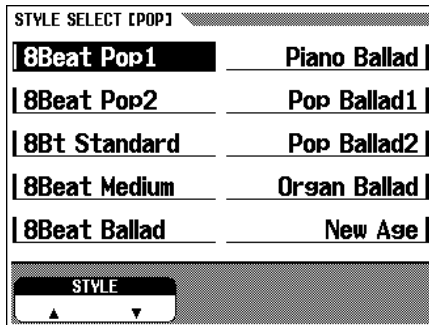 STYLE SELECT [POP]
8Beat Pop1
Piano Ballad
8Beat Pop2
Pop Ballad1
8Bt Standard
Pop Ballad2
8Beat Medium
Organ Ballad
8Beat Ballad
New Age
STYLE
▲ ▼